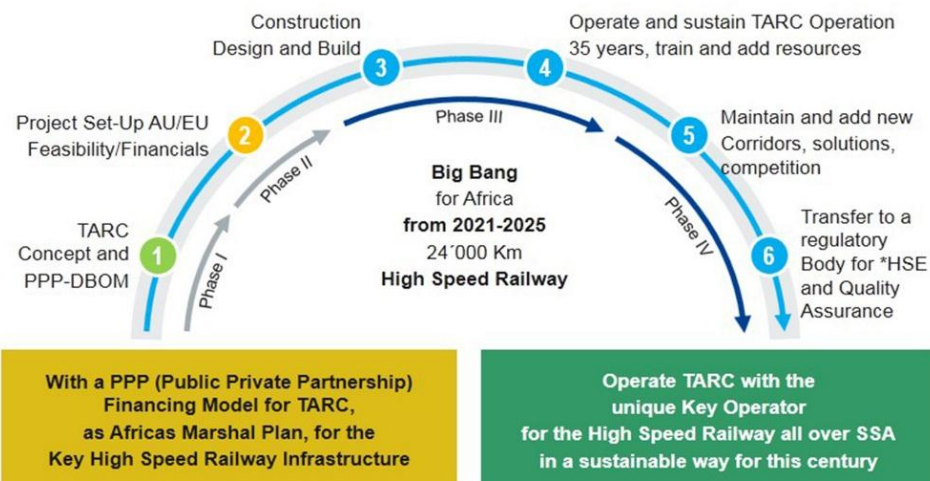 Construction
Design and Build
3
4
Operate and sustain TARC Operation
35 years, train and add resources
Project Set-Up AU/EU
Feasibility/Financials
2
Phase II
Phase III
5
Maintain and add new
Corridors, solutions,
competition
Big Bang
for Africa
from 2021-2025
24´000 Km
High Speed Railway
TARC
Concept and
PPP-DBOM
1
Phase I
Phase IV
6
Transfer to a
regulatory
Body for *HSE
and Quality
Assurance
With a PPP (Public Private Partnership)
Financing Model for TARC,
as Africas Marshal Plan, for the
Key High Speed Railway Infrastructure
Operate TARC with the
unique Key Operator
for the High Speed Railway all over SSA
in a sustainable way for this century